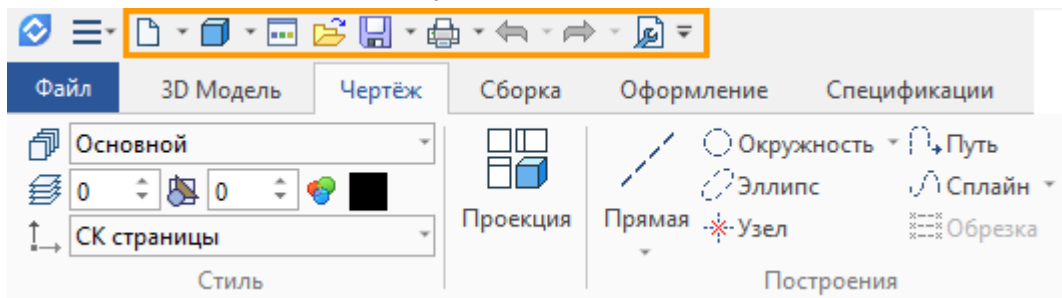 Файл 3D Модель Чертёж Сборка Оформление Спецификации
Основной
0 0
СК страницы
Стиль
Проекция
Прямая
Окружность Путь
Эллипс Сплайн
Узел Обрезка
Построения